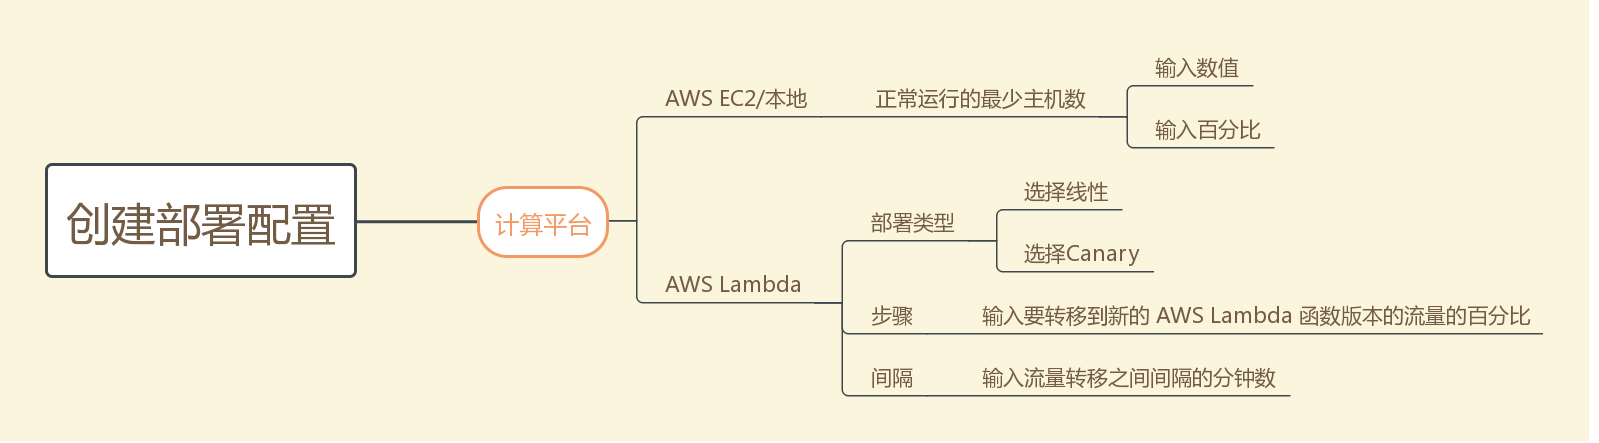 创建部署配置
计算平台
AWS EC2/本地
正常运行的最少主机数
输入数值
输入百分比
AWS Lambda
部署类型
选择线性
选择Canary
步骤
输入要转移到新的 AWS Lambda 函数版本的流量的百分比
间隔
输入流量转移之间间隔的分钟数